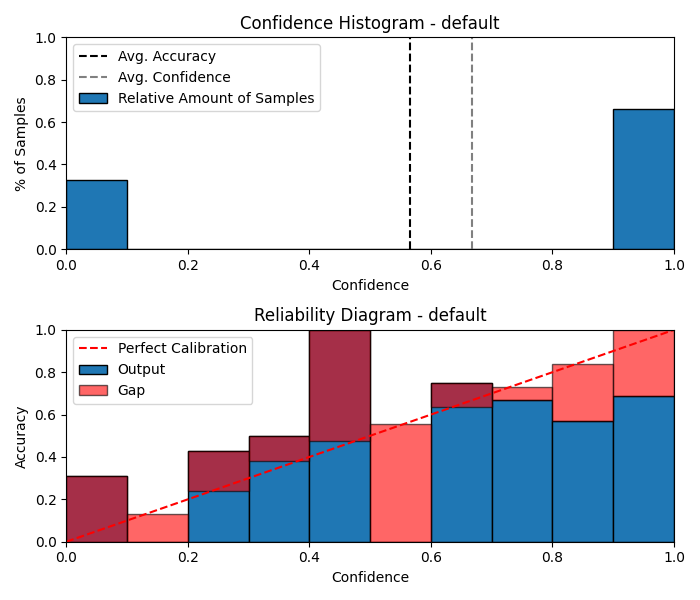 Confidence Histogram - default
1.0
0.8
0.6
0.4
0.2
0.0
% of Samples
Avg. Accuracy
Avg. Confidence
Relative Amount of Samples
0.0 0.2 0.4 0.6 0.8 1.0
Confidence
Reliability Diagram - default
1.0
0.8
0.6
0.4
0.2
0.0
Accuracy
Perfect Calibration
Output
Gap
0.0 0.2 0.4 0.6 0.8 1.0
Confidence